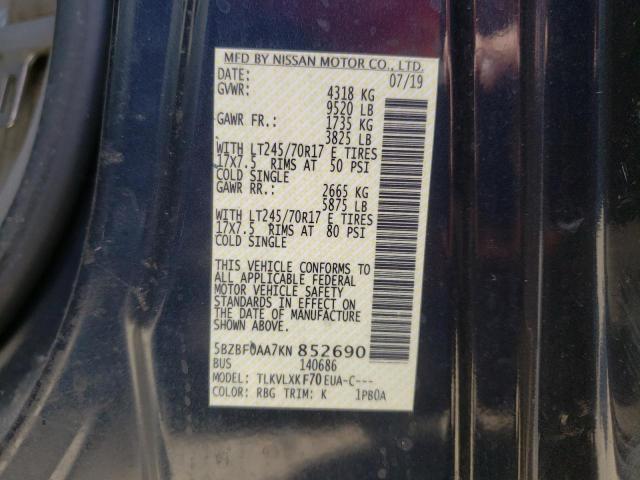 MFD BY NISSAN MOTOR CO., LTD.
DATE: 07/19
GVWR: 4318 KG
9520 LB
GAWR FR.: 1735 KG
3825 LB
WITH LT245/70R17 E TIRES
17X7.5 RIMS AT 50 PSI
COLD SINGLE
GAWR RR.: 2665 KG
5875 LB
WITH LT245/70R17 E TIRES
17X7.5 RIMS AT 80 PSI
COLD SINGLE
THIS VEHICLE CONFORMS TO
ALL APPLICABLE FEDERAL
MOTOR VEHICLE SAFETY
STANDARDS IN EFFECT ON
THE DATE OF MANUFACTURE
SHOWN ABOVE.
5BZBF0AA7KN 852690
BUS 140686
MODEL: TLKVLXKF70EUA-C---
COLOR: RBG TRIM: K 1PB0A